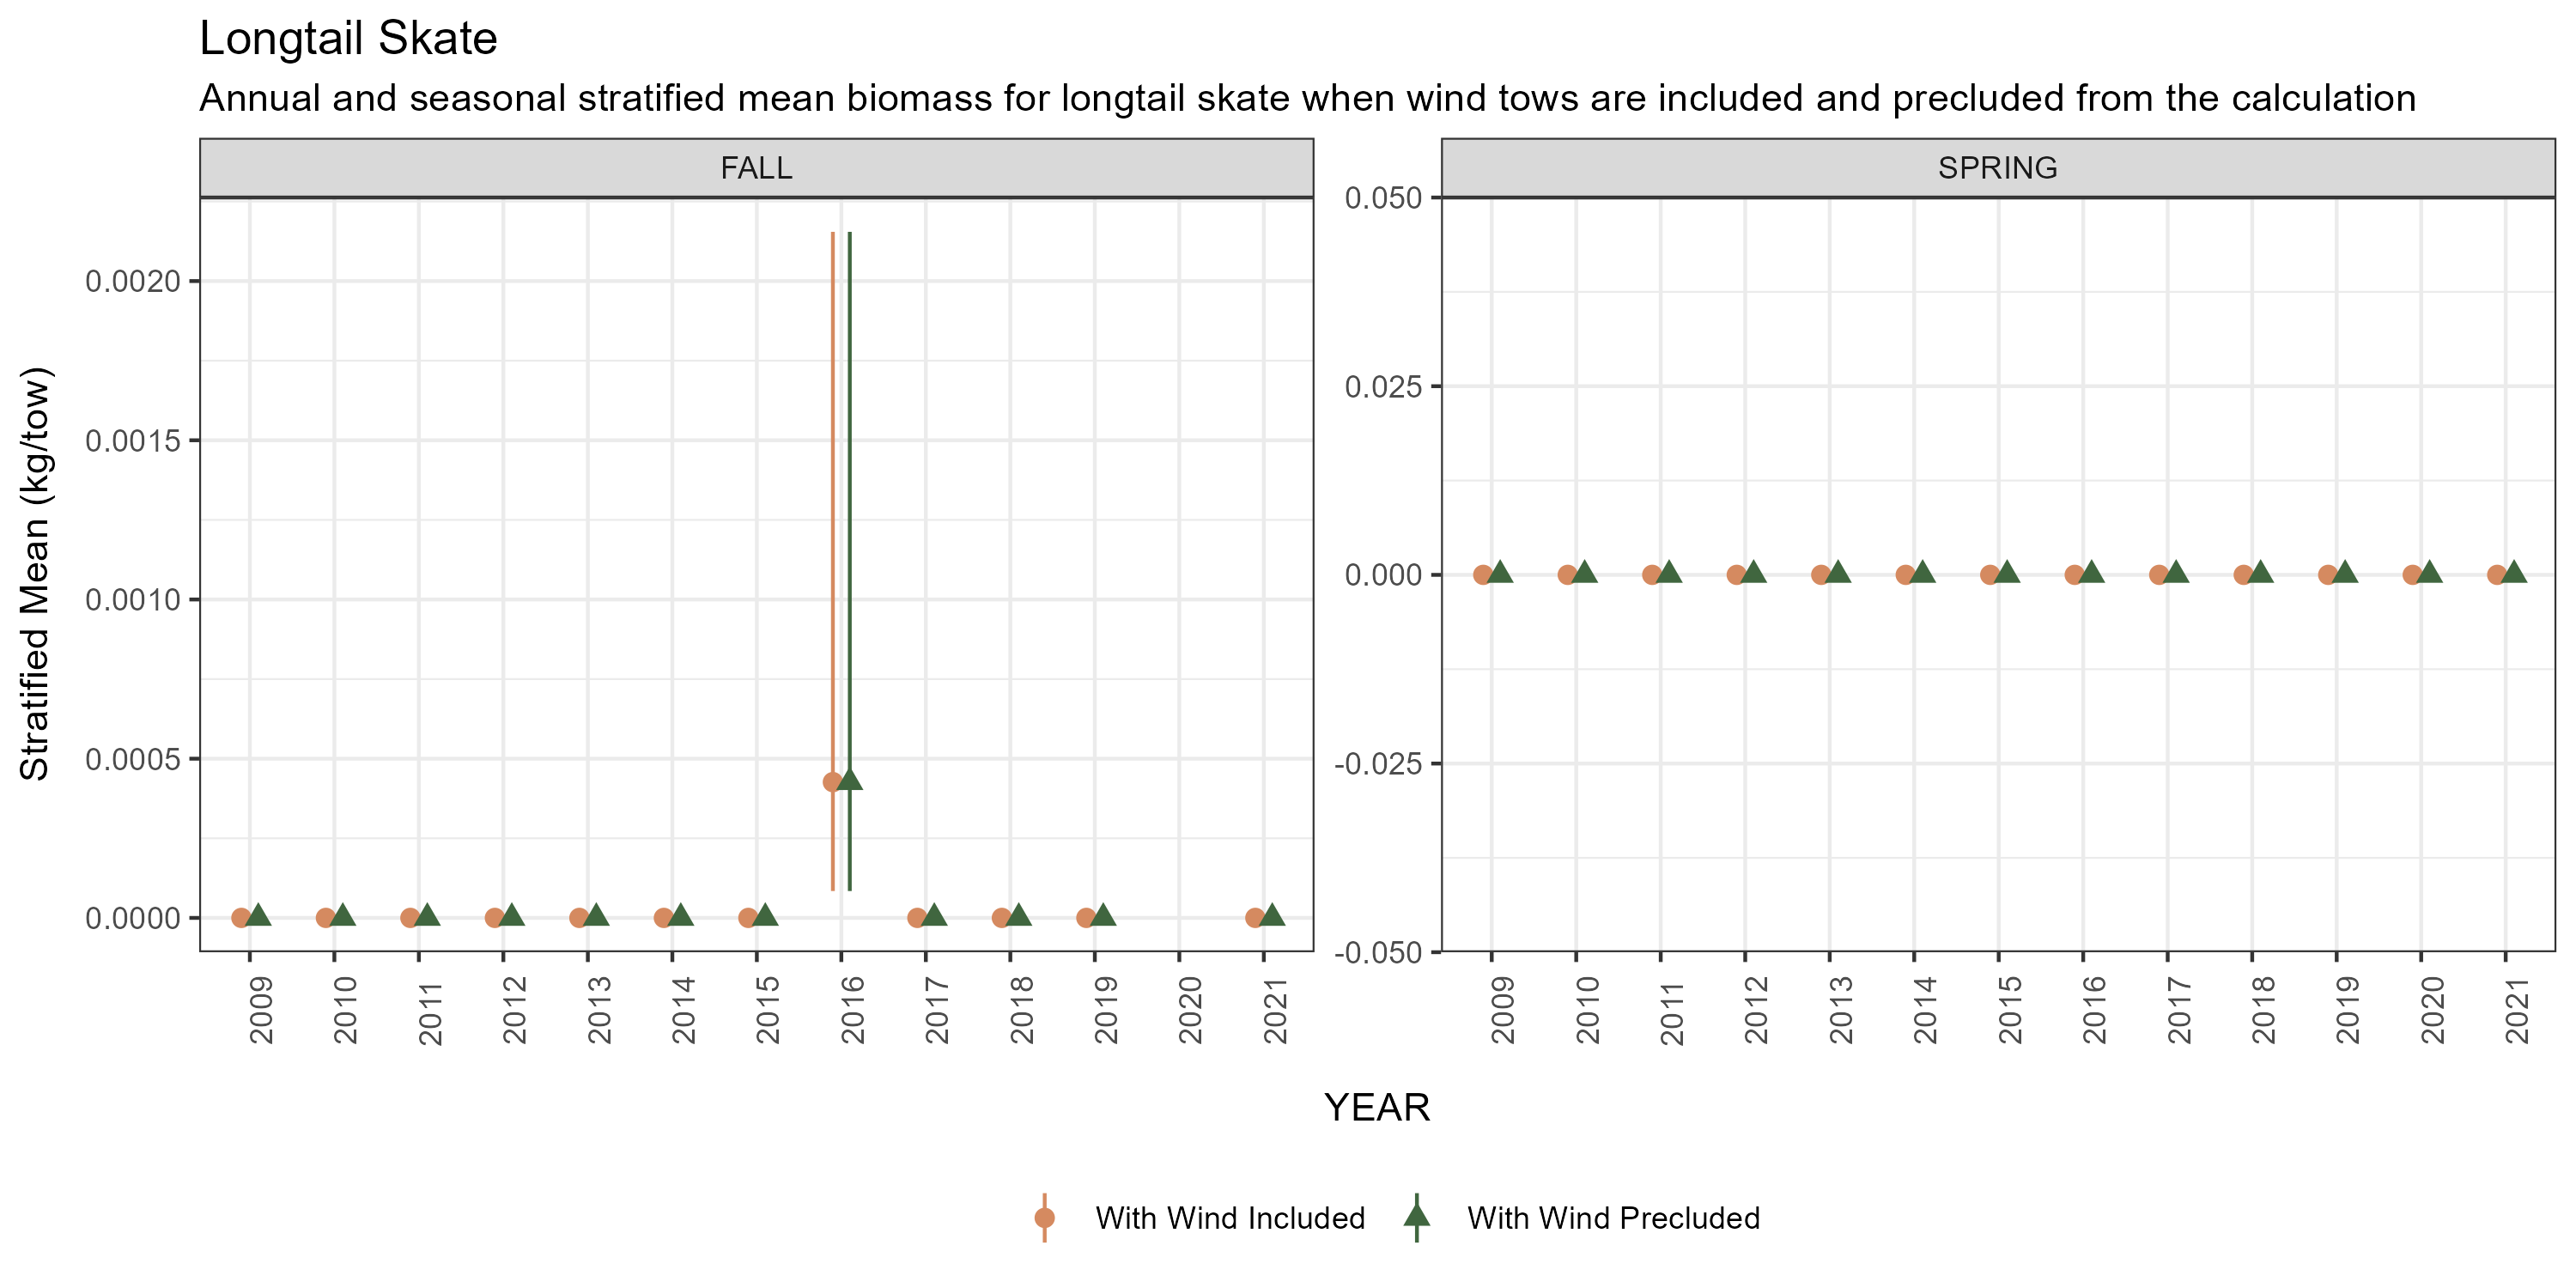 Longtail Skate
Annual and seasonal stratified mean biomass for longtail skate when wind tows are included and precluded from the calculation
FALL
SPRING
Stratified Mean (kg/tow)
0.0020
0.0015
0.0010
0.0005
0.0000
0.050
0.025
0.000
-0.025
-0.050
2009 2010 2011 2012 2013 2014 2015 2016 2017 2018 2019 2020 2021
2009 2010 2011 2012 2013 2014 2015 2016 2017 2018 2019 2020 2021
YEAR
With Wind Included
With Wind Precluded